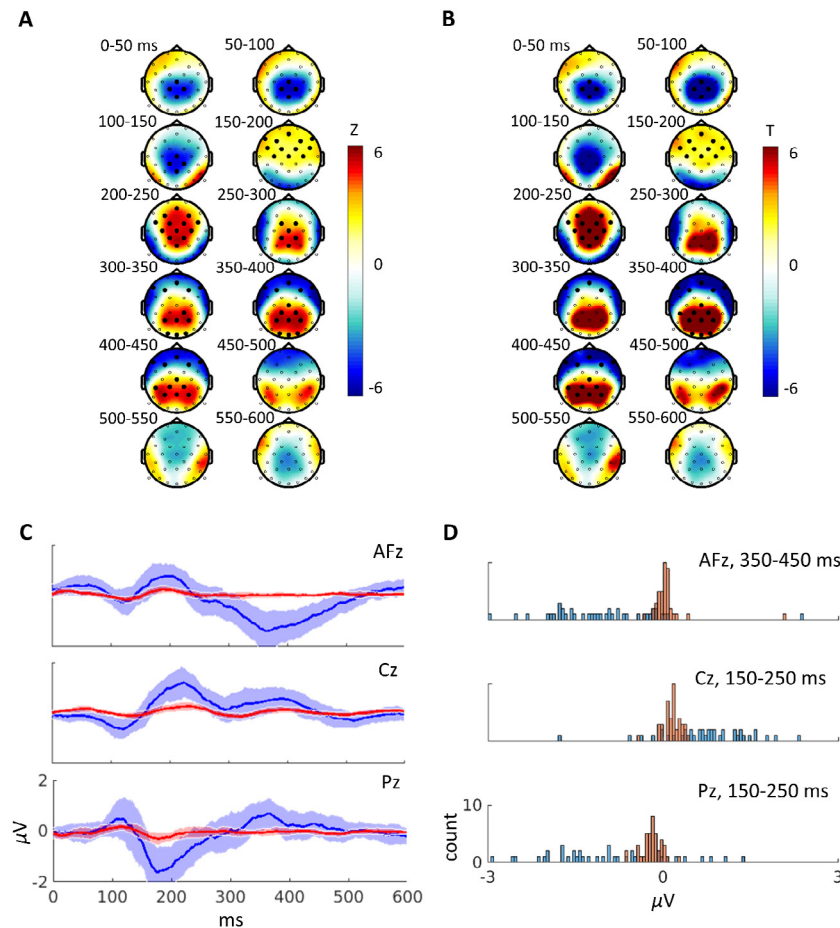 A
B
0-50 ms
50-100
0-50 ms
50-100
100-150
150-200
Z
100-150
150-200
T
6
6
200-250
250-300
200-250
250-300
0
0
300-350
350-400
300-350
350-400
400-450
450-500
400-450
450-500
-6
-6
500-550
550-600
500-550
550-600
C
D
AFz
AFz, 350-450 ms
Cz
Cz, 150-250 ms
Pz
Pz, 150-250 ms
2
0
-2
μV
0
100
200
300
400
500
600
ms
10
0
count
-3
0
3
μV